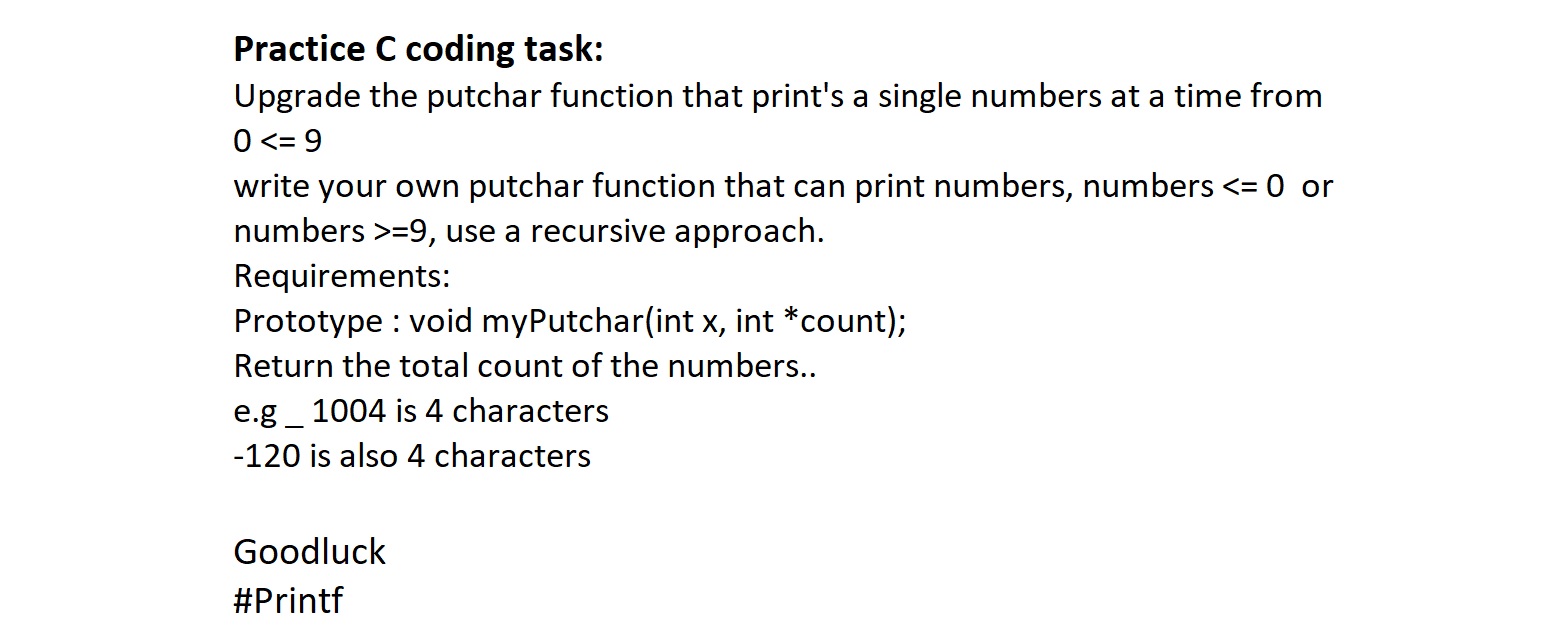 Practice C coding task:
Upgrade the putchar function that print's a single numbers at a time from
0 <= 9
write your own putchar function that can print numbers, numbers <= 0  or
numbers >=9, use a recursive approach.
Requirements:
Prototype : void myPutchar(int x, int *count);
Return the total count of the numbers..
e.g _ 1004 is 4 characters
-120 is also 4 characters
Goodluck
#Printf